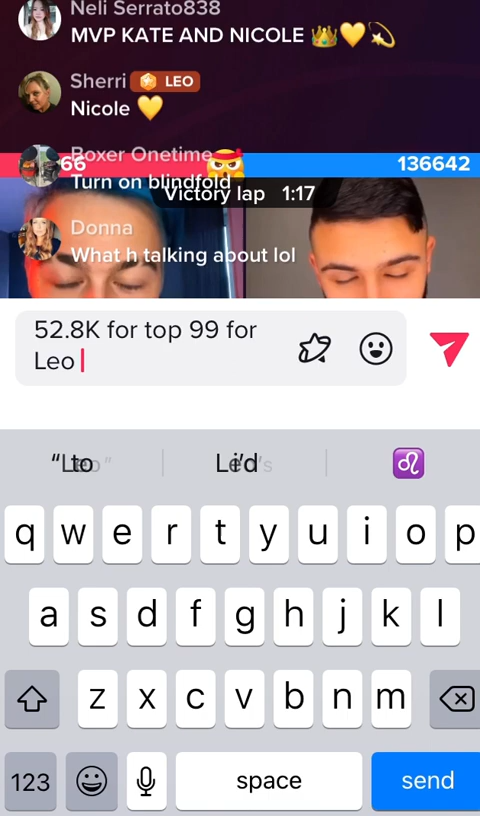 Neli Serrato838
MVP KATE AND NICOLE 👑💛💫
Sherri LEO
Nicole 💛
Boxer Onetime
66 136642
Turn on blindfold
Victory lap 1:17
Donna
What h talking about lol
52.8K for top 99 for
Leo
q w e r t y u i o p
a s d f g h j k l
z x c v b n m
123 space send